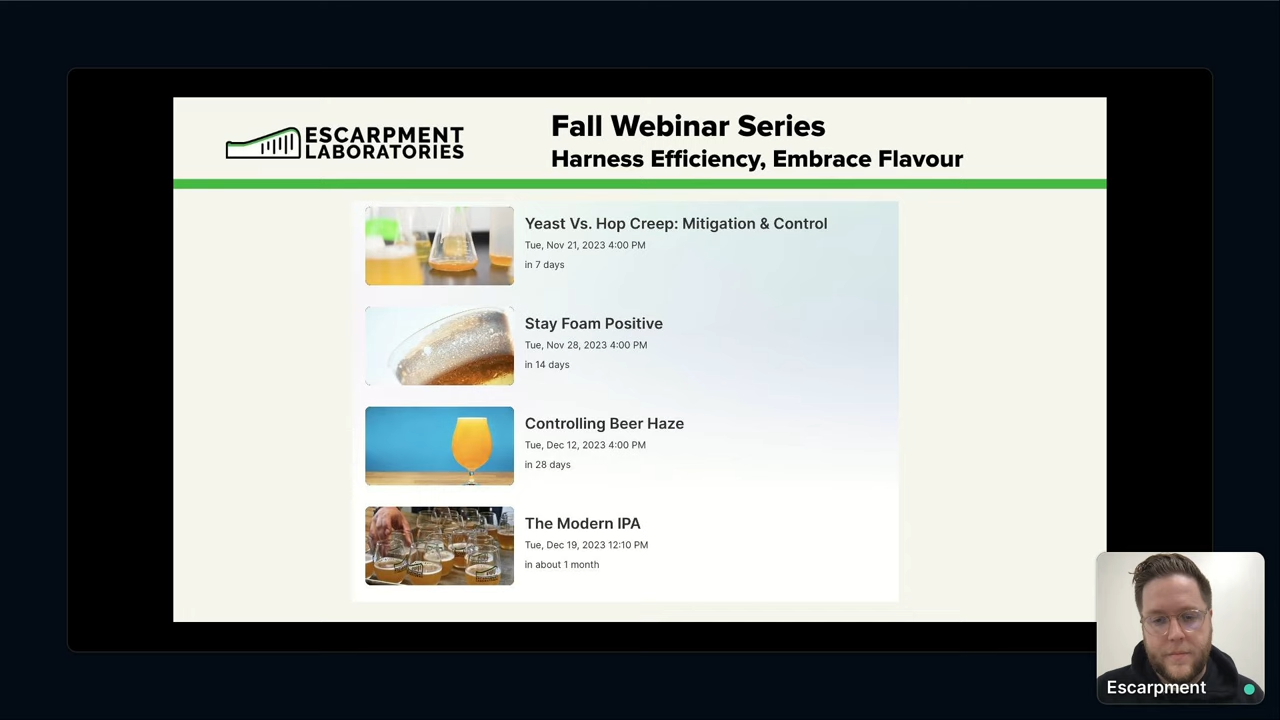 ESCARPMENT
LABORATORIES
Fall Webinar Series
Harness Efficiency, Embrace Flavour
Yeast Vs. Hop Creep: Mitigation & Control
Tue, Nov 21, 2023 4:00 PM
in 7 days
Stay Foam Positive
Tue, Nov 28, 2023 4:00 PM
in 14 days
Controlling Beer Haze
Tue, Dec 12, 2023 4:00 PM
in 28 days
The Modern IPA
Tue, Dec 19, 2023 12:10 PM
in about 1 month
Escarpment